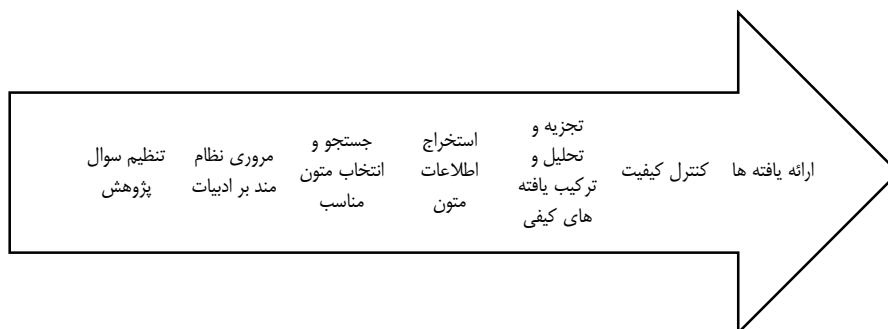 تنظیم سوال
پژوهش
مروری نظام
مند بر ادبیات
جستجو و
انتخاب متون
مناسب
استخراج
اطلاعات
متون
تجزیه و
تحلیل و
ترکیب یافته
های کیفی
کنترل کیفیت
ارائه یافته ها